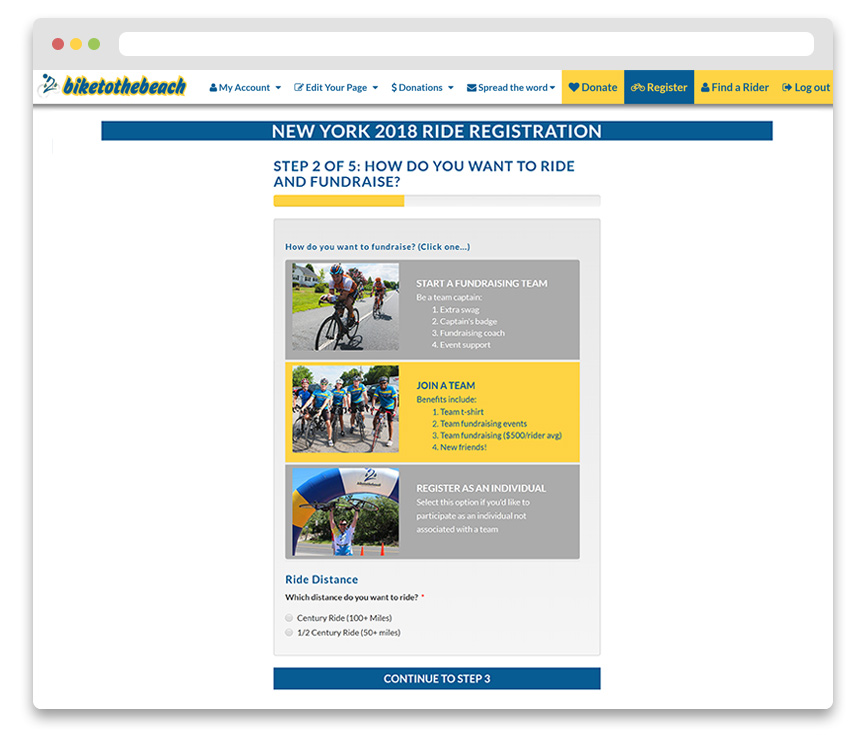 biketothebeach
My Account
Edit Your Page
$ Donations
Spread the word
Donate
Register
Find a Rider
Log out
NEW YORK 2018 RIDE REGISTRATION
STEP 2 OF 5: HOW DO YOU WANT TO RIDE
AND FUNDRAISE?
How do you want to fundraise? (Click one...)
START A FUNDRAISING TEAM
Be a team captain:
1. Extra swag
2. Captain's badge
3. Fundraising coach
4. Event support
JOIN A TEAM
Benefits include:
1. Team t-shirt
2. Team fundraising events
3. Team fundraising ($500/rider avg)
4. New friends!
biketothebeach
REGISTER AS AN INDIVIDUAL
Select this option if you'd like to
participate as an individual not
associated with a team
Ride Distance
Which distance do you want to ride? *
Century Ride (100+ Miles)
1/2 Century Ride (50+ miles)
CONTINUE TO STEP 3